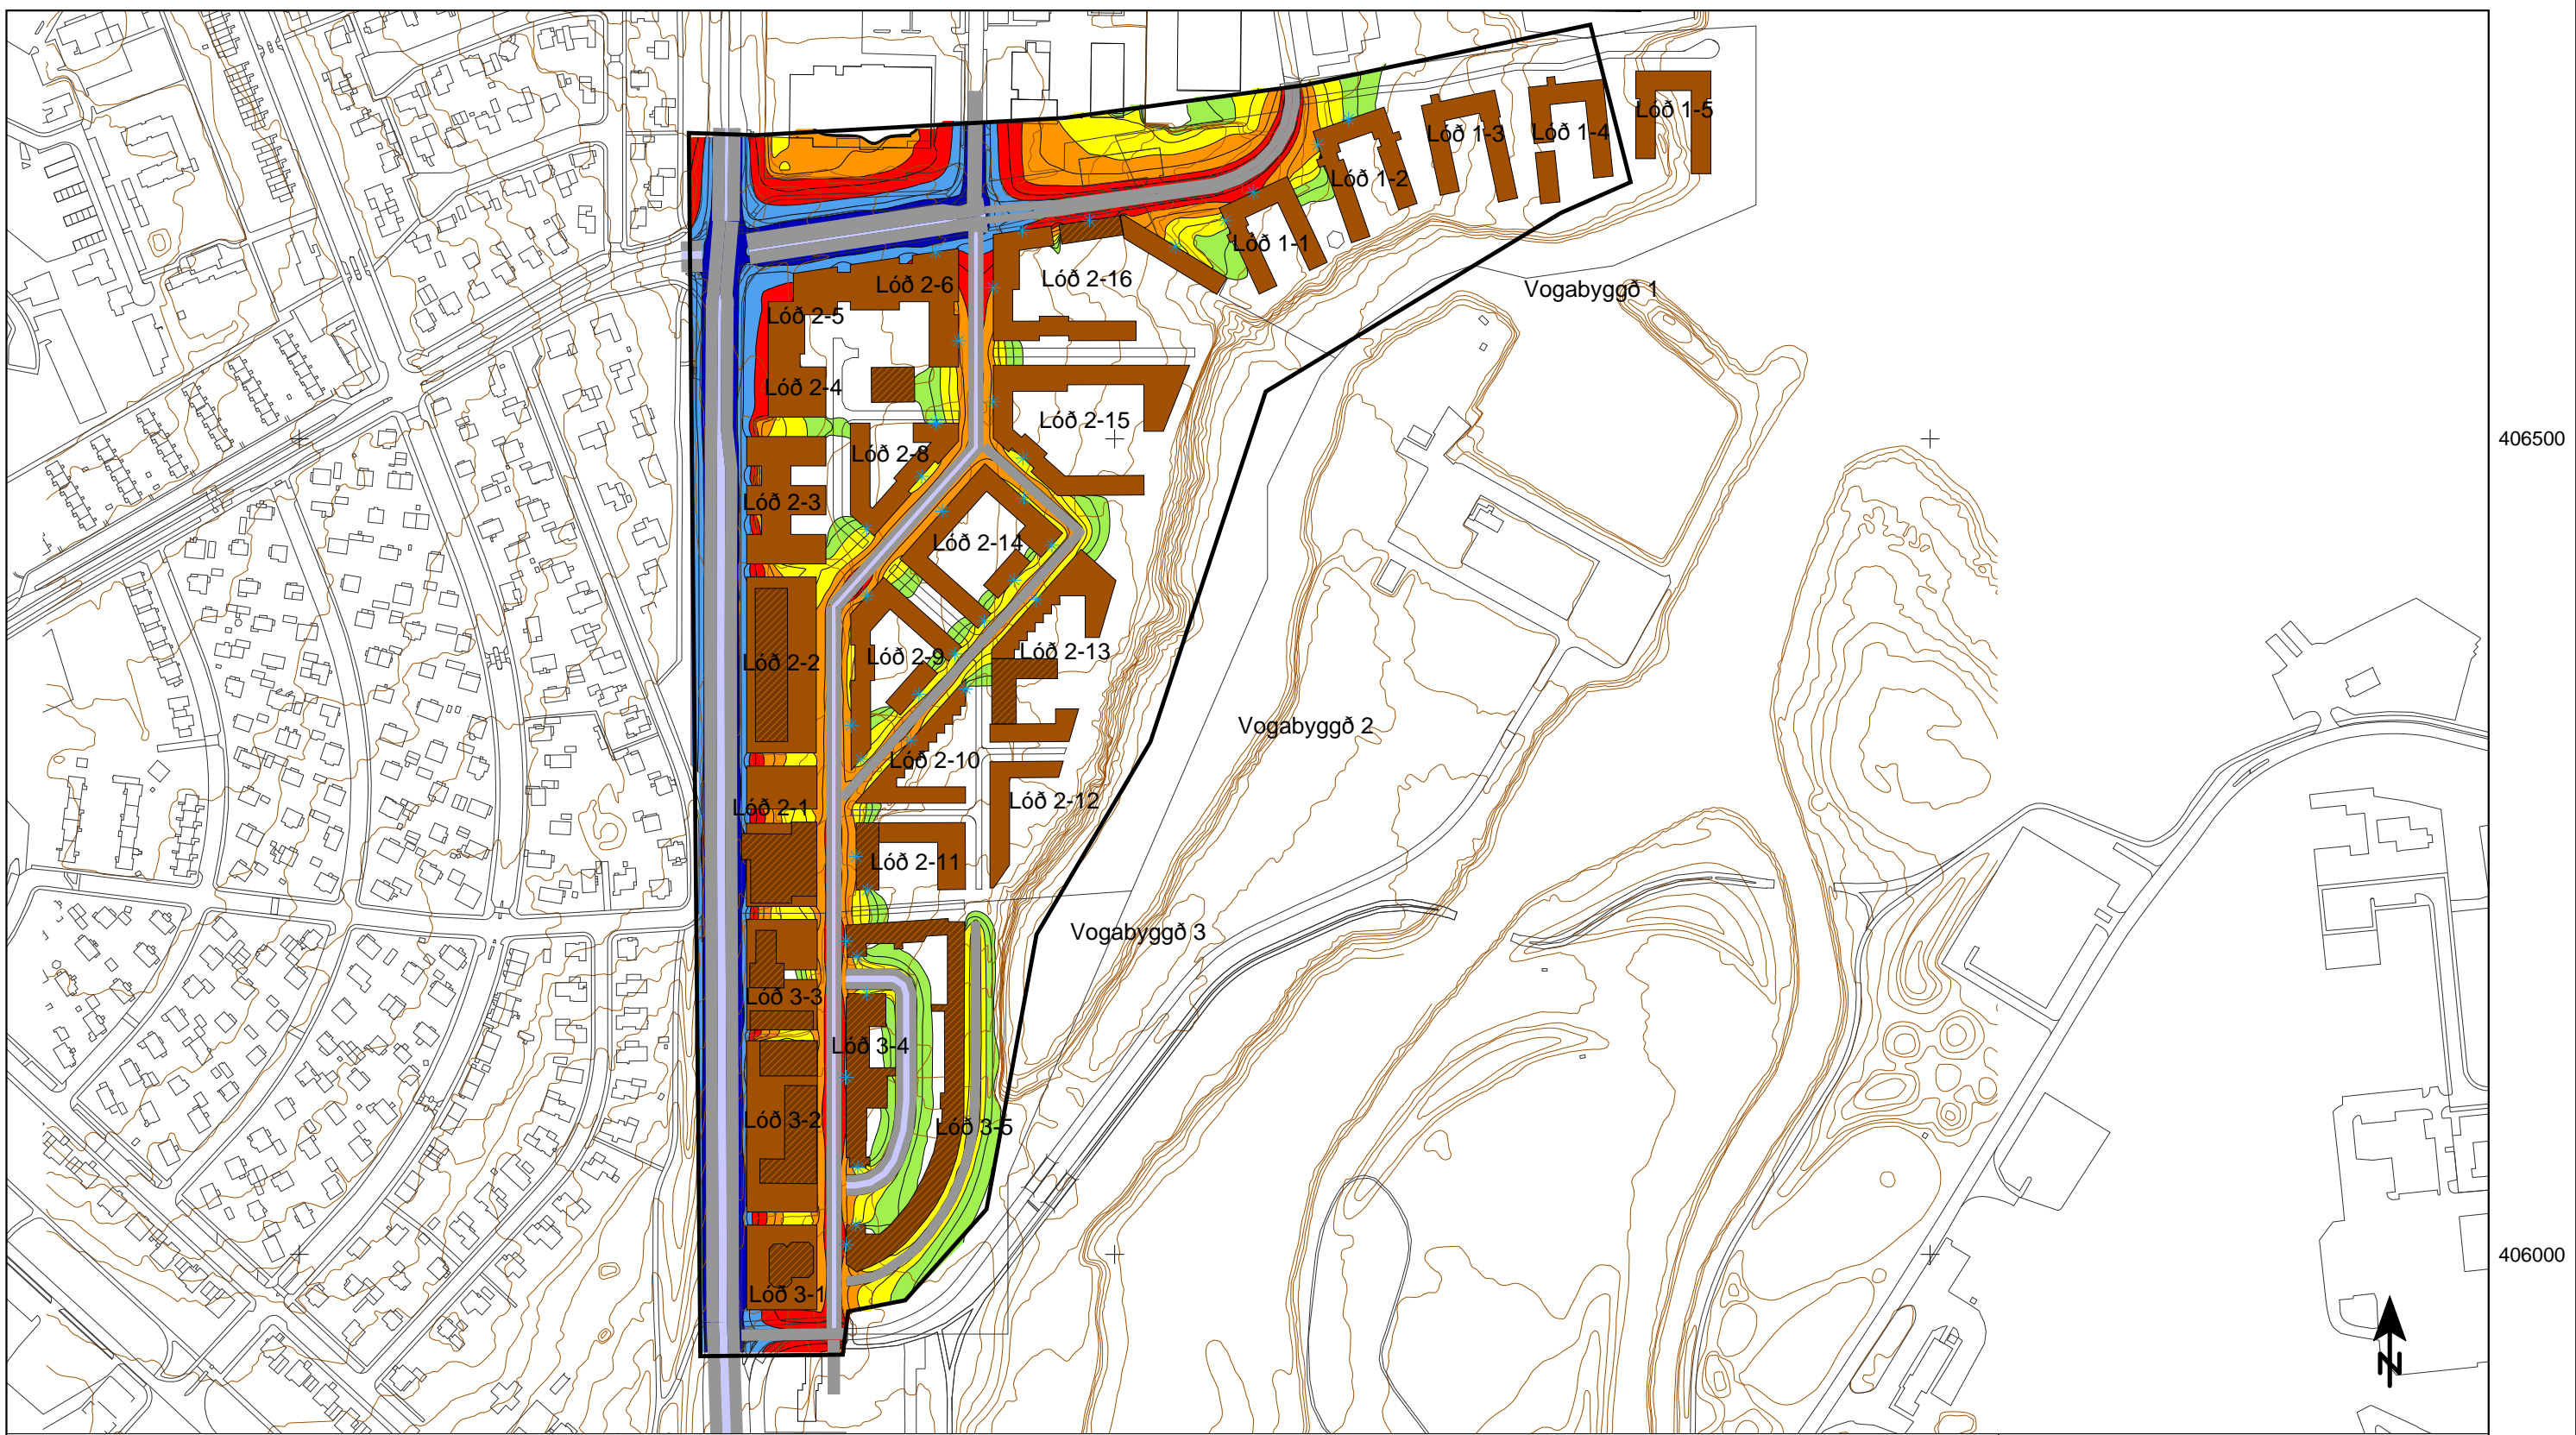 Lóð 1-5
Lóð 1-4
Lóð 1-3
Lóð 1-2
Lóð 1-1
Lóð 2-16
Lóð 2-6
Vogabyggð 1
Lóð 2-5
Lóð 2-4
Lóð 2-15
406500
Lóð 2-8
Lóð 2-3
Lóð 2-14
Lóð 2-13
Lóð 2-9
Lóð 2-2
Vogabyggð 2
Lóð 2-10
Lóð 2-12
Lóð 2-1
Lóð 2-11
Vogabyggð 3
Lóð 3-3
Lóð 3-4
Lóð 3-2
Lóð 3-5
406000
Lóð 3-1
N